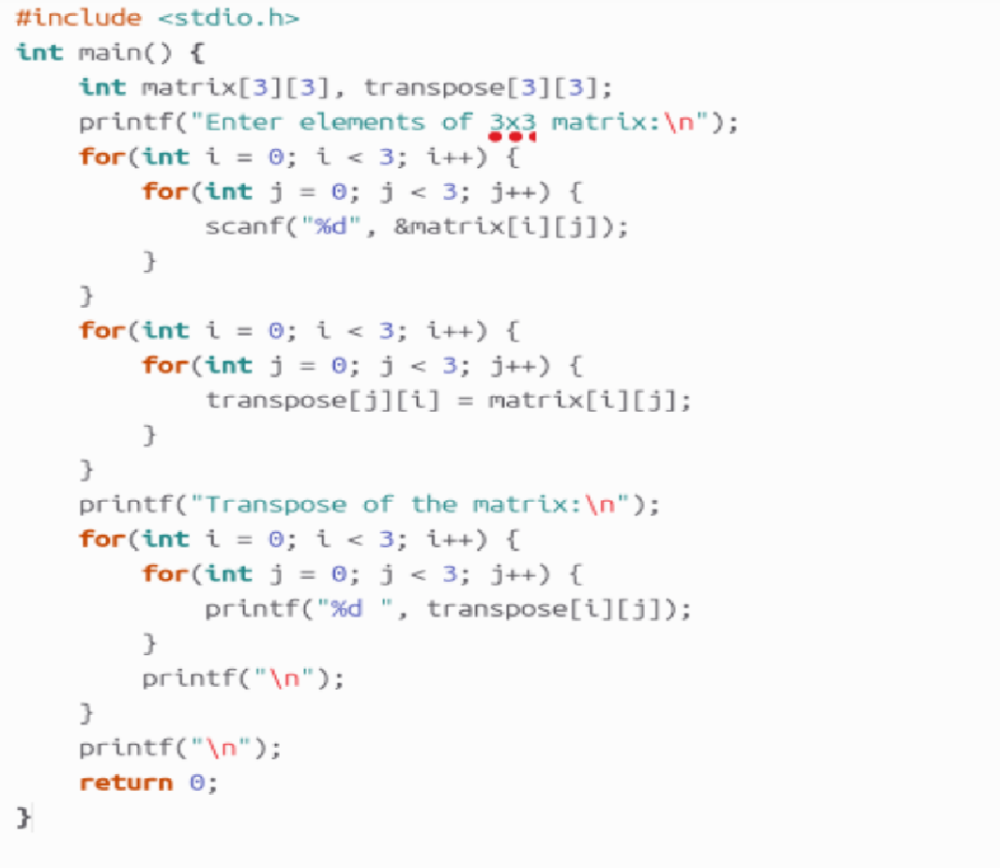 #include <stdio.h>
int main() {
    int matrix[3][3], transpose[3][3];
    printf("Enter elements of 3x3 matrix:\n");
    for(int i = 0; i < 3; i++) {
        for(int j = 0; j < 3; j++) {
            scanf("%d", &matrix[i][j]);
        }
    }
    for(int i = 0; i < 3; i++) {
        for(int j = 0; j < 3; j++) {
            transpose[j][i] = matrix[i][j];
        }
    }
    printf("Transpose of the matrix:\n");
    for(int i = 0; i < 3; i++) {
        for(int j = 0; j < 3; j++) {
            printf("%d ", transpose[i][j]);
        }
        printf("\n");
    }
    printf("\n");
    return 0;
}